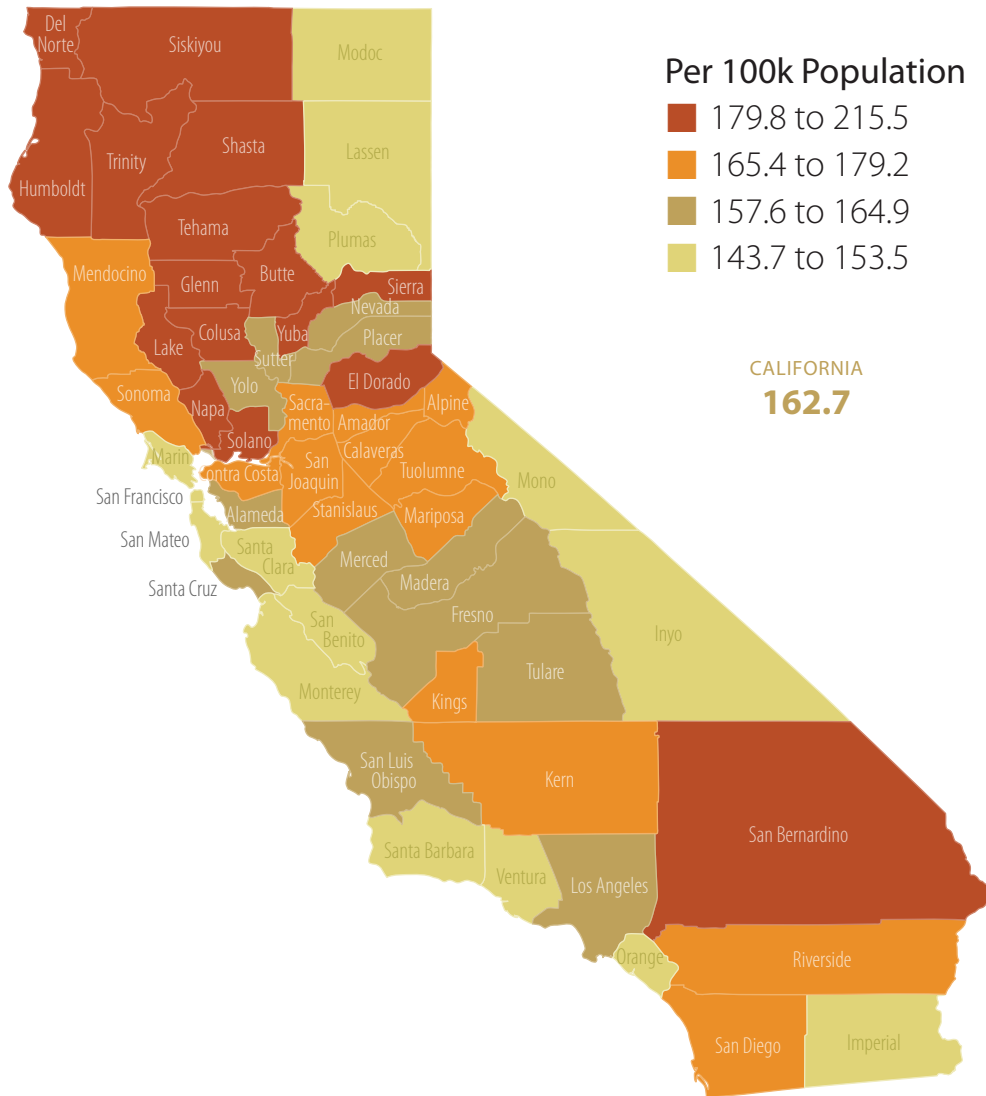 Per 100k Population
179.8 to 215.5
165.4 to 179.2
157.6 to 164.9
143.7 to 153.5
CALIFORNIA
162.7
Del
Norte
Siskiyou
Modoc
Humboldt
Trinity
Shasta
Lassen
Tehama
Plumas
Mendocino
Glenn
Butte
Sierra
Nevada
Colusa
Yuba
Placer
Lake
Sutter
El Dorado
Sonoma
Yolo
Napa
Sacra-
mento
Amador
Alpine
Solano
Marin
Contra Costa
San
Joaquin
Calaveras
Tuolumne
Mono
San Francisco
Alameda
Stanislaus
Mariposa
San Mateo
Santa
Clara
Merced
Madera
Santa Cruz
San
Benito
Fresno
Inyo
Monterey
Kings
Tulare
San Luis
Obispo
Kern
San Bernardino
Santa Barbara
Ventura
Los Angeles
Orange
Riverside
San Diego
Imperial